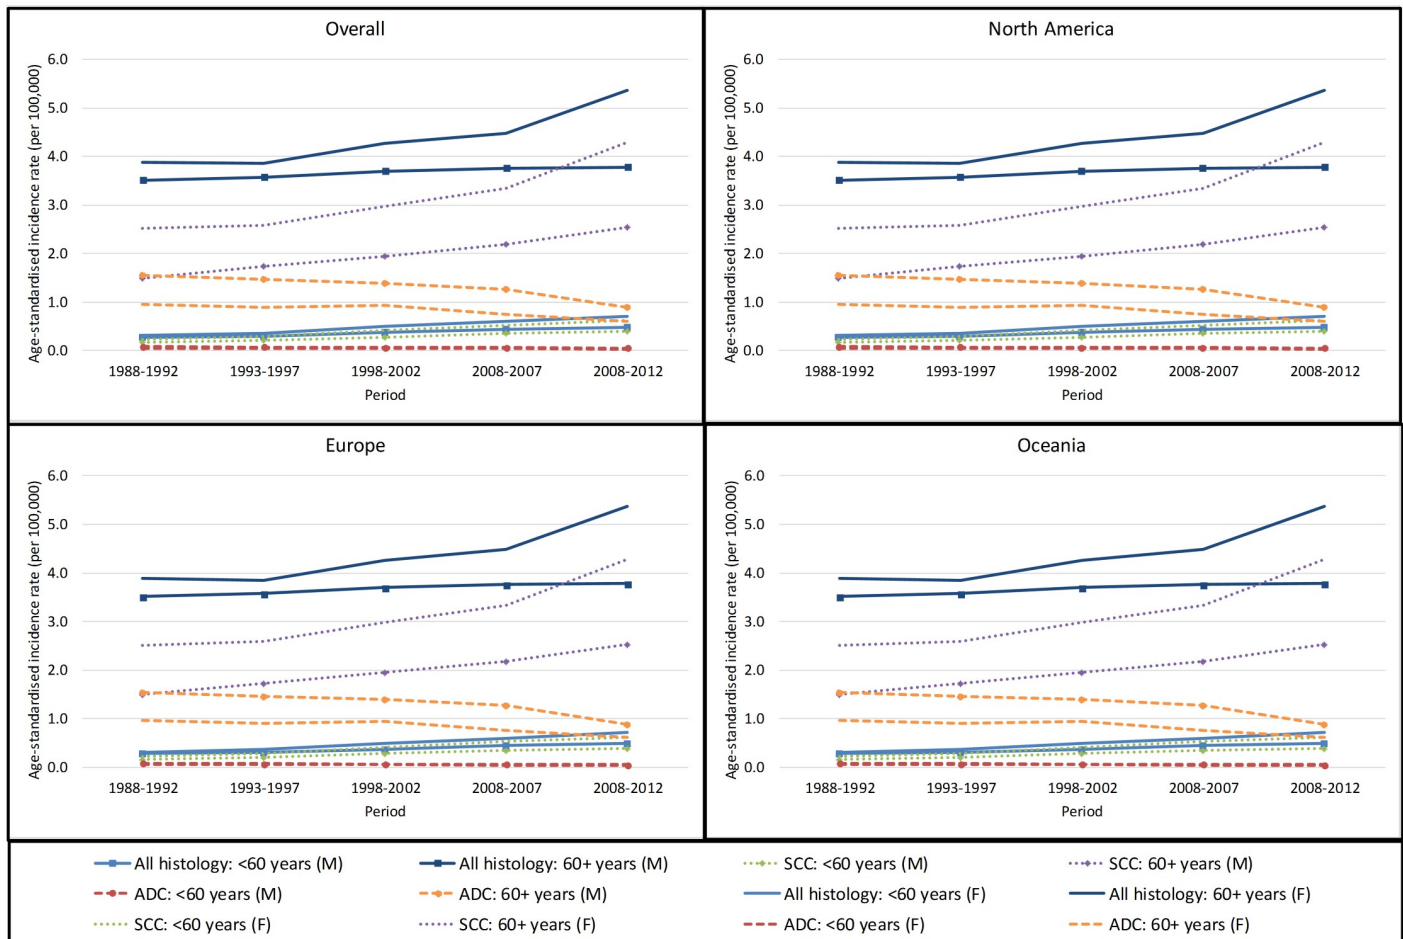 Overall
Age-standardised incidence rate (per 100,000)
6.0
5.0
4.0
3.0
2.0
1.0
0.0
1988-1992 1993-1997 1998-2002 2008-2007 2008-2012
Period
North America
Age-standardised incidence rate (per 100,000)
6.0
5.0
4.0
3.0
2.0
1.0
0.0
1988-1992 1993-1997 1998-2002 2008-2007 2008-2012
Period
Europe
Age-standardised incidence rate (per 100,000)
6.0
5.0
4.0
3.0
2.0
1.0
0.0
1988-1992 1993-1997 1998-2002 2008-2007 2008-2012
Period
Oceania
Age-standardised incidence rate (per 100,000)
6.0
5.0
4.0
3.0
2.0
1.0
0.0
1988-1992 1993-1997 1998-2002 2008-2007 2008-2012
Period
All histology: <60 years (M) All histology: 60+ years (M) SCC: <60 years (M) SCC: 60+ years (M)
ADC: <60 years (M) ADC: 60+ years (M) All histology: <60 years (F) All histology: 60+ years (F)
SCC: <60 years (F) SCC: 60+ years (F) ADC: <60 years (F) ADC: 60+ years (F)